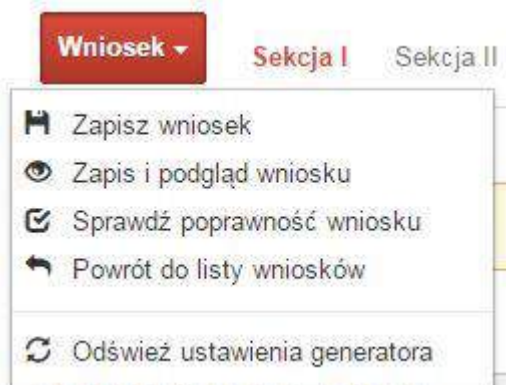 Wniosek Sekcja I Sekcja II
Zapisz wniosek
Zapis i podgląd wniosku
Sprawdź poprawność wniosku
Powrót do listy wniosków
Odśwież ustawienia generatora